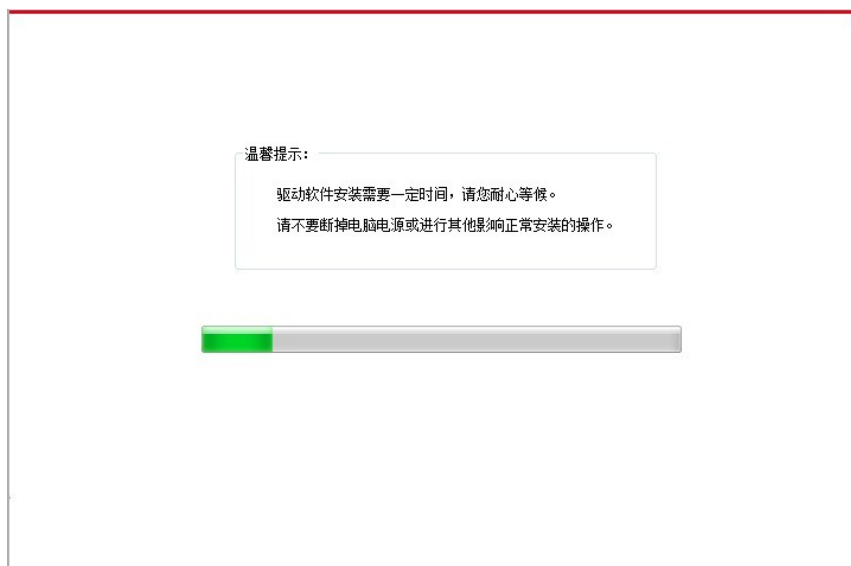 温馨提示：
驱动软件安装需要一定时间，请您耐心等候。
请不要断掉电脑电源或进行其他影响正常安装的操作。